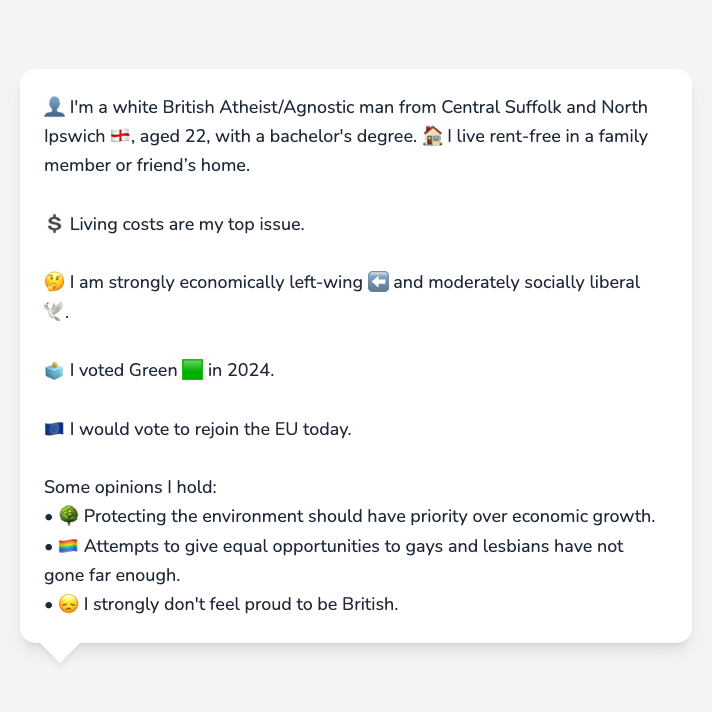 👤 I'm a white British Atheist/Agnostic man from Central Suffolk and North
Ipswich 🏴󠁧󠁢󠁥󠁮󠁧󠁿, aged 22, with a bachelor's degree. 🏠 I live rent-free in a family
member or friend’s home.
💲 Living costs are my top issue.
🤔 I am strongly economically left-wing ⬅️ and moderately socially liberal
🕊️.
🗳️ I voted Green 🟩 in 2024.
🇪🇺 I would vote to rejoin the EU today.
Some opinions I hold:
• 🌳 Protecting the environment should have priority over economic growth.
• 🏳️‍🌈 Attempts to give equal opportunities to gays and lesbians have not
gone far enough.
• 😞 I strongly don't feel proud to be British.